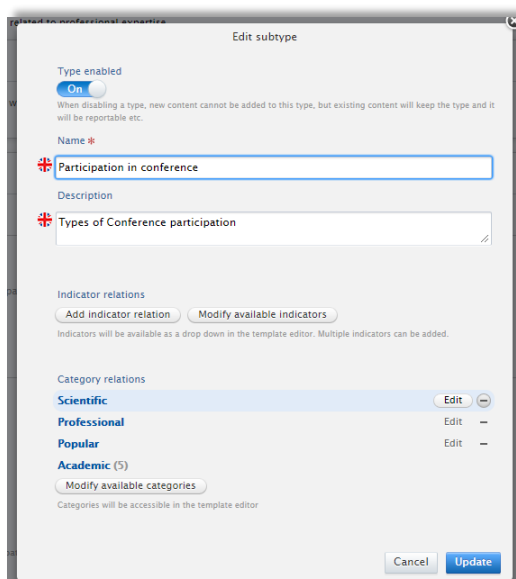 related to professional expertise
Edit subtype
Type enabled
On
When disabling a type, new content cannot be added to this type, but existing content will keep the type and it
will be reportable etc.
Name *
Participation in conference
Description
Types of Conference participation
Indicator relations
Add indicator relation Modify available indicators
Indicators will be available as a drop down in the template editor. Multiple indicators can be added.
Category relations
Scientific Edit
Professional Edit
Popular Edit
Academic (5)
Modify available categories
Categories will be accessible in the template editor
Cancel Update